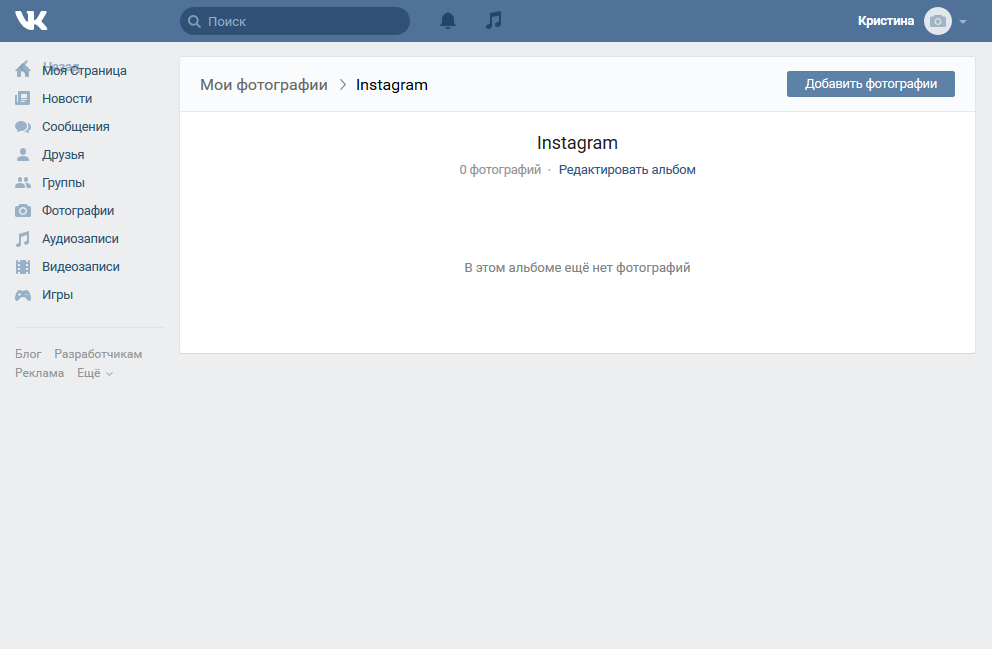 VK
Поиск
Кристина
Назад
Моя Страница
Новости
Сообщения
Друзья
Группы
Фотографии
Аудиозаписи
Видеозаписи
Игры
Блог Разработчикам
Реклама Ещё
Мои фотографии > Instagram
Добавить фотографии
Instagram
0 фотографий · Редактировать альбом
В этом альбоме ещё нет фотографий